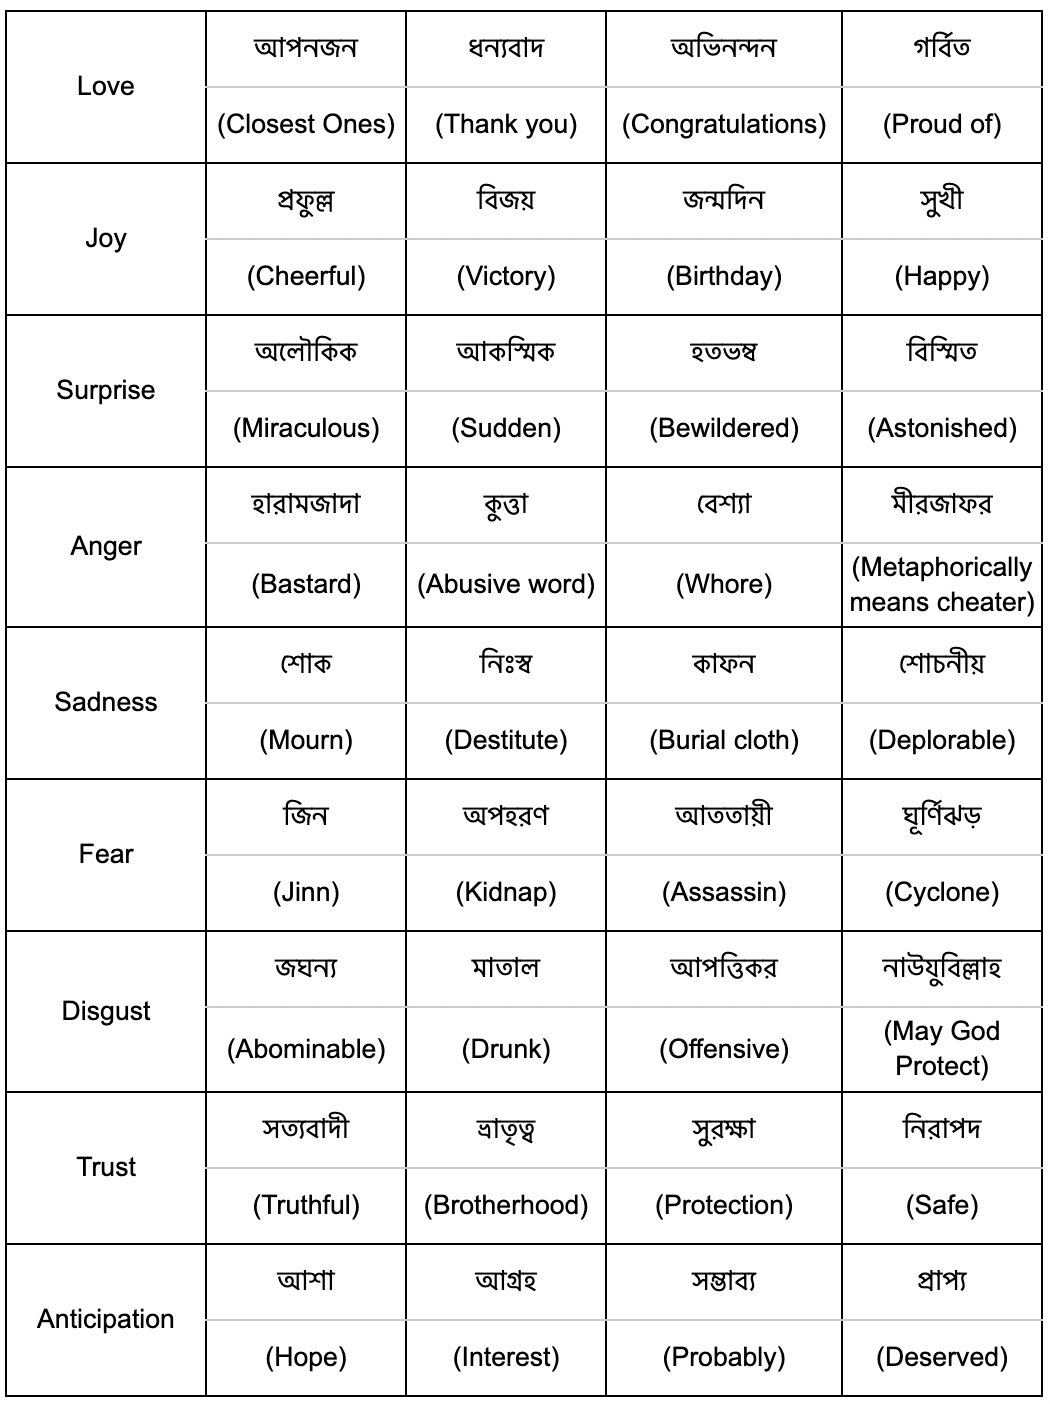 Love
আপনজন ধন্যবাদ অভিনন্দন গর্বিত
(Closest Ones) (Thank you) (Congratulations) (Proud of)
Joy
প্রফুল্ল বিজয় জন্মদিন সুখী
(Cheerful) (Victory) (Birthday) (Happy)
Surprise
অলৌকিক আকস্মিক হতভম্ব বিস্মিত
(Miraculous) (Sudden) (Bewildered) (Astonished)
Anger
হারামজাদা কুত্তা বেশ্যা মীরজাফর
(Bastard) (Abusive word) (Whore) (Metaphorically
means cheater)
Sadness
শোক নিঃস্ব কাফন শোচনীয়
(Mourn) (Destitute) (Burial cloth) (Deplorable)
Fear
জিন অপহরণ আততায়ী ঘূর্ণিঝড়
(Jinn) (Kidnap) (Assassin) (Cyclone)
Disgust
জঘন্য মাতাল আপত্তিকর নাউযুবিল্লাহ
(Abominable) (Drunk) (Offensive) (May God
Protect)
Trust
সত্যবাদী ভ্রাতৃত্ব সুরক্ষা নিরাপদ
(Truthful) (Brotherhood) (Protection) (Safe)
Anticipation
আশা আগ্রহ সম্ভাব্য প্রাপ্য
(Hope) (Interest) (Probably) (Deserved)